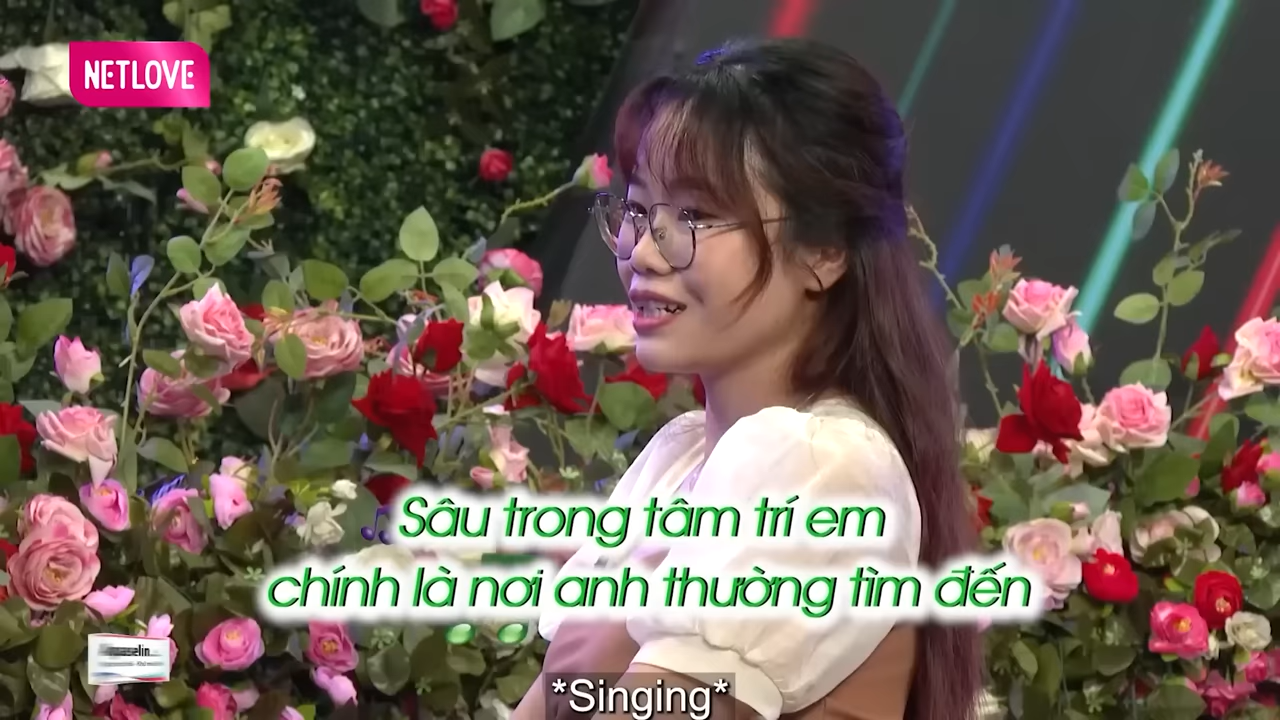 NETLOVE
Sâu trong tâm trí em
chính là nơi anh thường tìm đến
*Singing*